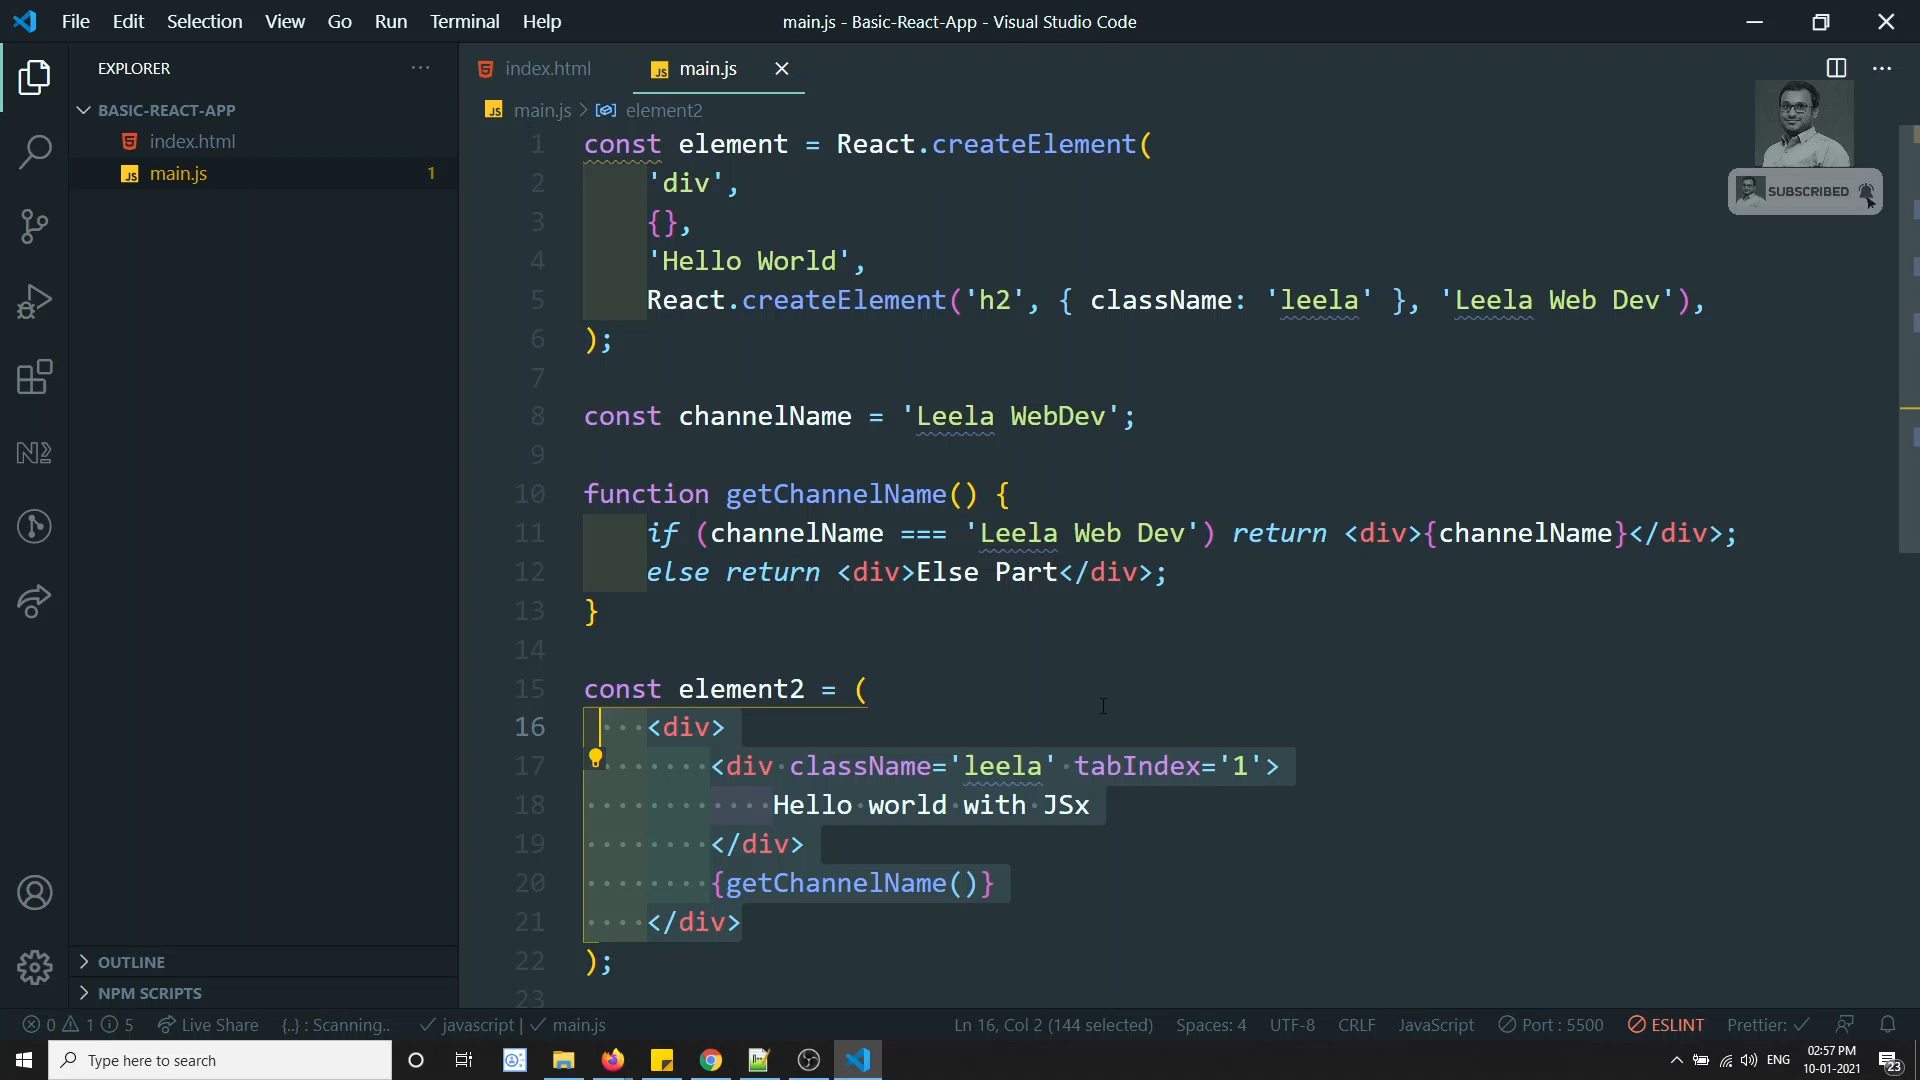 File Edit Selection View Go Run Terminal Help
main.js - Basic-React-App - Visual Studio Code
EXPLORER
BASIC-REACT-APP
index.html
main.js 1
OUTLINE
NPM SCRIPTS
index.html main.js
main.js > element2
SUBSCRIBED
1 const element = React.createElement(
2 'div',
3 {},
4 'Hello World',
5 React.createElement('h2', { className: 'leela' }, 'Leela Web Dev'),
6 );
7
8 const channelName = 'Leela WebDev';
9
10 function getChannelName() {
11 if (channelName === 'Leela Web Dev') return <div>{channelName}</div>;
12 else return <div>Else Part</div>;
13 }
14
15 const element2 = (
16 <div>
17 <div className='leela' tabIndex='1'>
18 Hello world with JSx
19 </div>
20 {getChannelName()}
21 </div>
22 );
23
0 1 5 Live Share {..} : Scanning.. javascript | main.js Ln 16, Col 2 (144 selected) Spaces: 4 UTF-8 CRLF JavaScript Port : 5500 ESLINT Prettier:
Type here to search
ENG
02:57 PM
10-01-2021
23